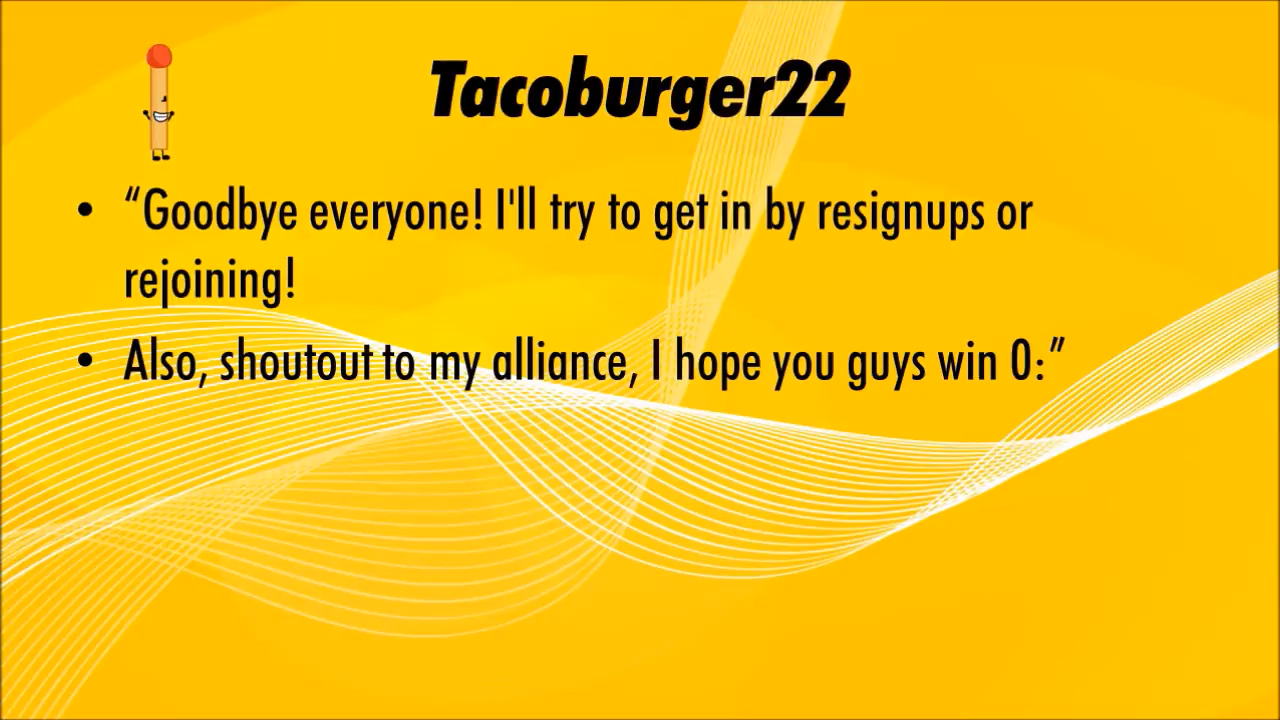 Tacoburger22
• “Goodbye everyone! I'll try to get in by resignups or
rejoining!
• Also, shoutout to my alliance, I hope you guys win 0:”